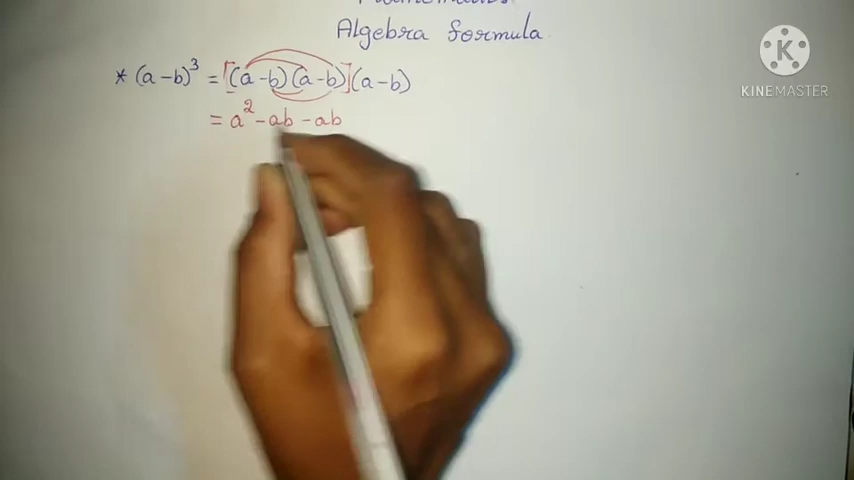 Algebra formula
* (a-b)³ = [(a-b)(a-b)](a-b)
= a² - ab - ab
KINEMASTER